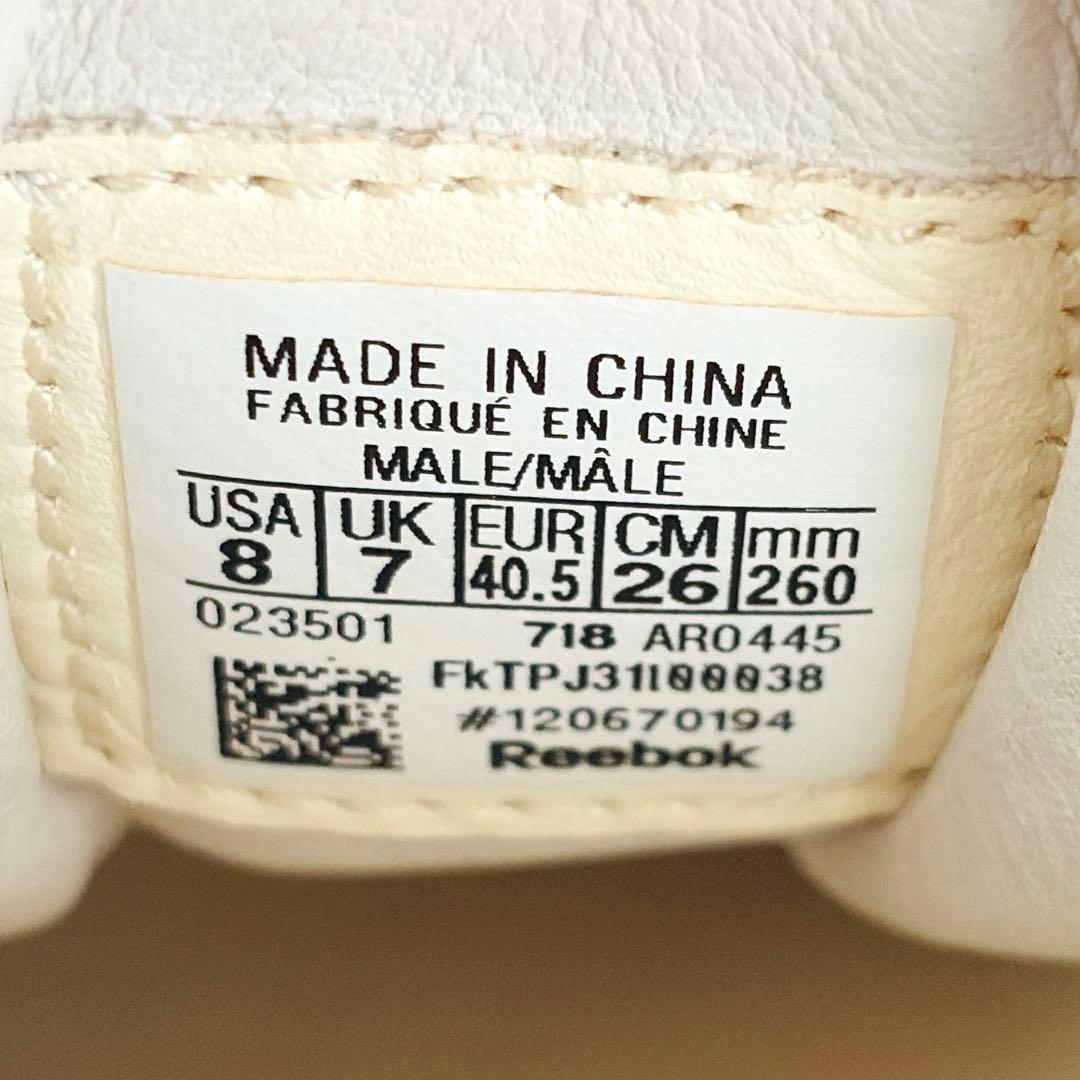 MADE IN CHINA
FABRIQUÉ EN CHINE
MALE/MÂLE
USA UK EUR CM mm
8 7 40.5 26 260
023501 718 AR0445
FkTPJ31l00038
#120670194
Reebok